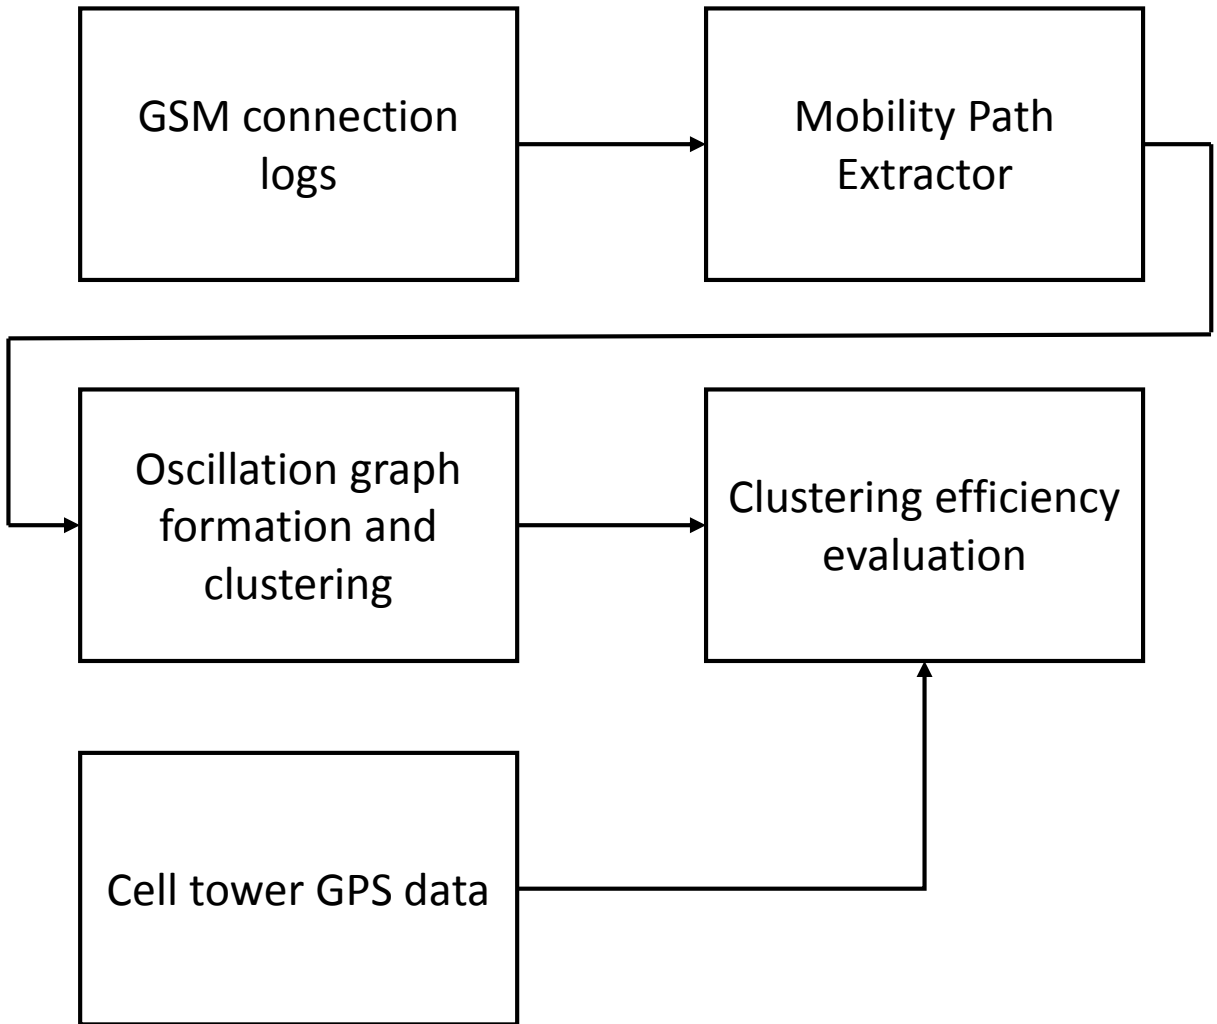 GSM connection
logs
Mobility Path
Extractor
Oscillation graph
formation and
clustering
Clustering efficiency
evaluation
Cell tower GPS data